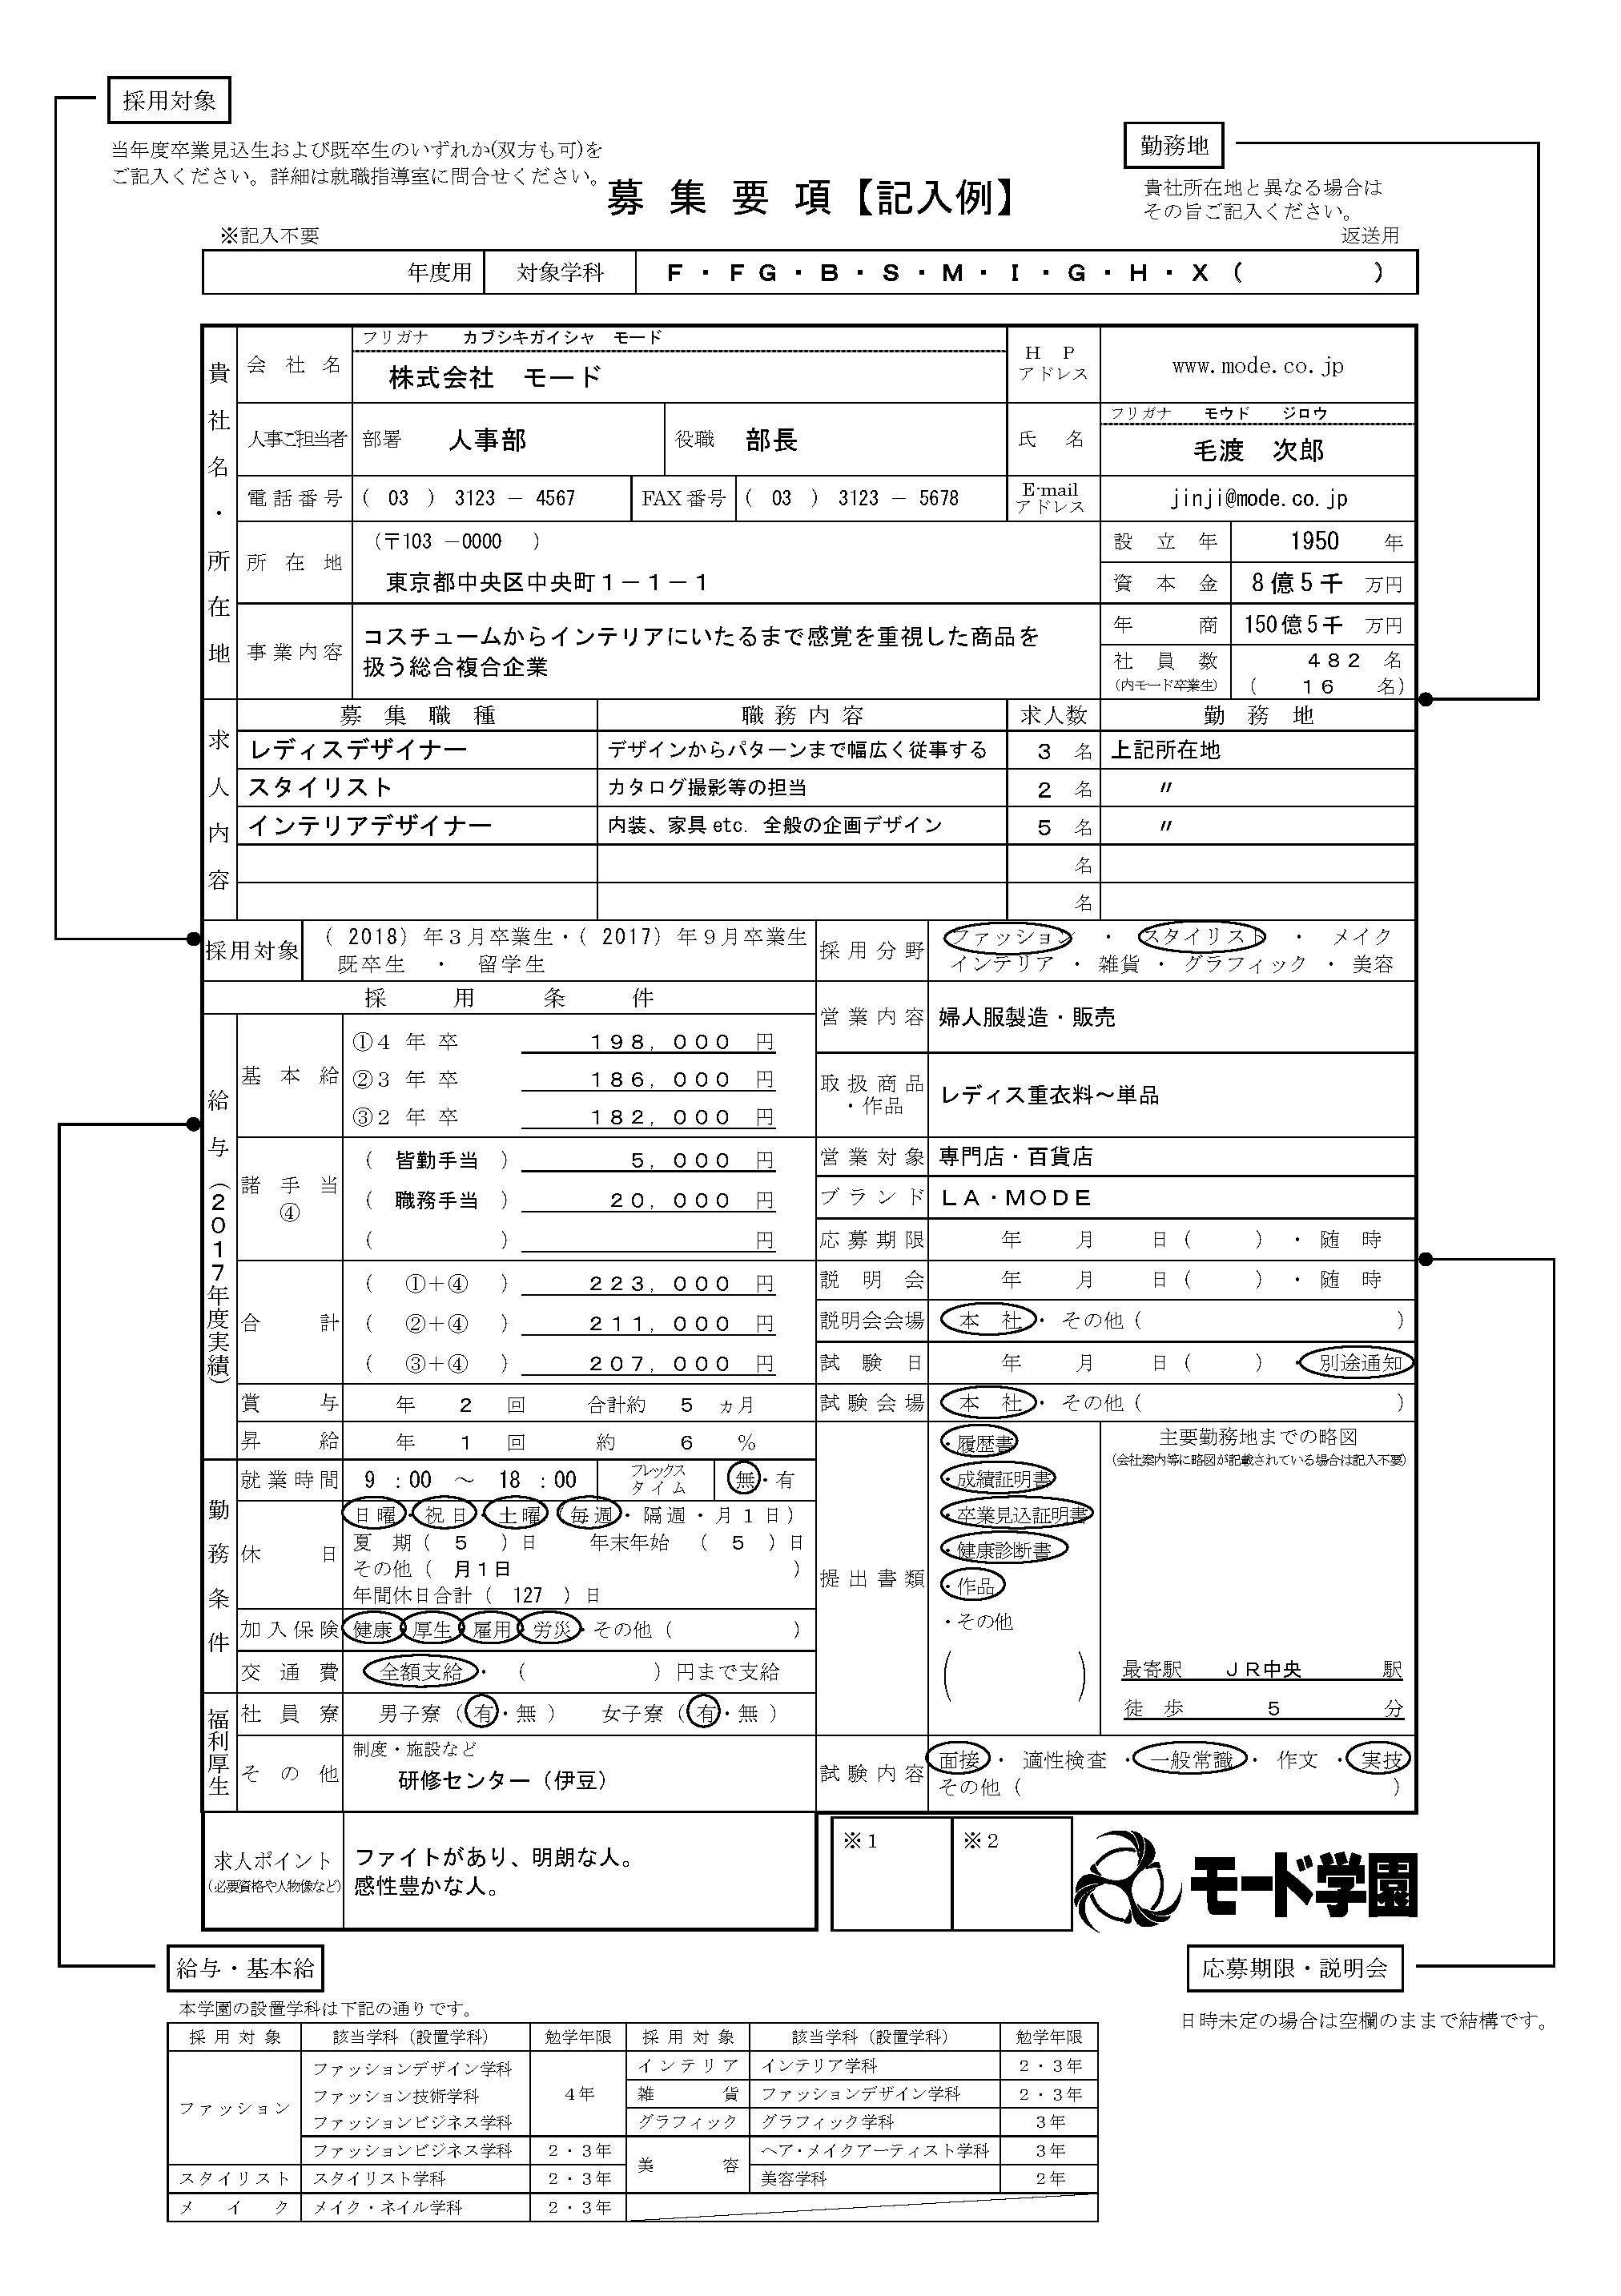 採用対象
当年度卒業見込生および既卒生のいずれか(双方も可)を
ご記入ください。詳細は就職指導室に問合せください。
勤務地
貴社所在地と異なる場合は
その旨ご記入ください。
募 集 要 項【記入例】
※記入不要
返送用
年度用 対象学科 F・FG・B・S・M・I・G・H・X( )
貴社名・所在地
会 社 名 フリガナ カブシキガイシャ モード
株式会社 モード
H P
アドレス
www.mode.co.jp
人事ご担当者 部署 人事部 役職 部長 氏 名
フリガナ モウド ジロウ
毛渡 次郎
電話番号 ( 03 ) 3123 - 4567 FAX番号 ( 03 ) 3123 - 5678
E-mail
アドレス
jinji@mode.co.jp
所 在 地 (〒103 -0000 )
東京都中央区中央町1-1-1
設 立 年 1950 年
資 本 金 8億5千 万円
事業内容 コスチュームからインテリアにいたるまで感覚を重視した商品を
扱う総合複合企業
年 商 150億5千 万円
社 員 数 482 名
(内モード卒業生) ( 16 名)
求人内容
募 集 職 種 職 務 内 容 求人数 勤 務 地
レディスデザイナー デザインからパターンまで幅広く従事する 3 名 上記所在地
スタイリスト カタログ撮影等の担当 2 名 〃
インテリアデザイナー 内装、家具etc. 全般の企画デザイン 5 名 〃
名
名
採用対象 ( 2018) 年3月卒業生・( 2017) 年9月卒業生
既卒生 ・ 留学生
採用分野 ファッション ・ スタイリスト ・ メイク
インテリア ・ 雑貨 ・ グラフィック ・ 美容
採 用 条 件
給与(2017年度実績)
基 本 給 ①4 年 卒 198,000 円
②3 年 卒 186,000 円
③2 年 卒 182,000 円
諸 手 当
④
( 皆勤手当 ) 5,000 円
( 職務手当 ) 20,000 円
( ) 円
合 計 ( ①+④ ) 223,000 円
( ②+④ ) 211,000 円
( ③+④ ) 207,000 円
賞 与 年 2 回 合計約 5 ヵ月
昇 給 年 1 回 約 6 %
勤務条件
就業時間 9 :00 ~ 18 :00 フレックス
タイム
無・有
休 日 日曜・祝日・土曜(毎週・隔週・月1日)
夏 期( 5 )日 年末年始 ( 5 )日
その他( 月1日 )
年間休日合計( 127 )日
加入保険 健康・厚生・雇用・労災・その他( )
交 通 費 全額支給・ ( )円まで支給
福利厚生
社 員 寮 男子寮(有・無 ) 女子寮(有・無 )
そ の 他 制度・施設など
研修センター(伊豆)
営業内容 婦人服製造・販売
取扱商品
・作品
レディス重衣料~単品
営業対象 専門店・百貨店
ブランド LA・MODE
応募期限 年 月 日( ) ・ 随 時
説 明 会 年 月 日( ) ・ 随 時
説明会会場 本 社・ その他( )
試 験 日 年 月 日( ) ・別途通知
試験会場 本 社・ その他( )
提出書類
・履歴書
・成績証明書
・卒業見込証明書
・健康診断書
・作品
・その他
( )
主要勤務地までの略図
(会社案内等に略図が記載されている場合は記入不要)
最寄駅 JR中央 駅
徒 歩 5 分
試験内容 面接 ・ 適性検査 ・ 一般常識・ 作文 ・ 実技
その他( )
求人ポイント
(必要資格や人物像など)
ファイトがあり、明朗な人。
感性豊かな人。
※1 ※2
モード学園
給与・基本給
応募期限・説明会
本学園の設置学科は下記の通りです。
日時未定の場合は空欄のままで結構です。
採 用 対 象 該当学科(設置学科) 勉学年限 採 用 対 象 該当学科(設置学科) 勉学年限
ファッション ファッションデザイン学科 4年 インテリア インテリア学科 2・3年
ファッション技術学科 雑 貨 ファッションデザイン学科 2・3年
ファッションビジネス学科 グラフィック グラフィック学科 3年
ファッションビジネス学科 2・3年 美 容 ヘア・メイクアーティスト学科 3年
スタイリスト スタイリスト学科 2・3年 美容学科 2年
メ イ ク メイク・ネイル学科 2・3年